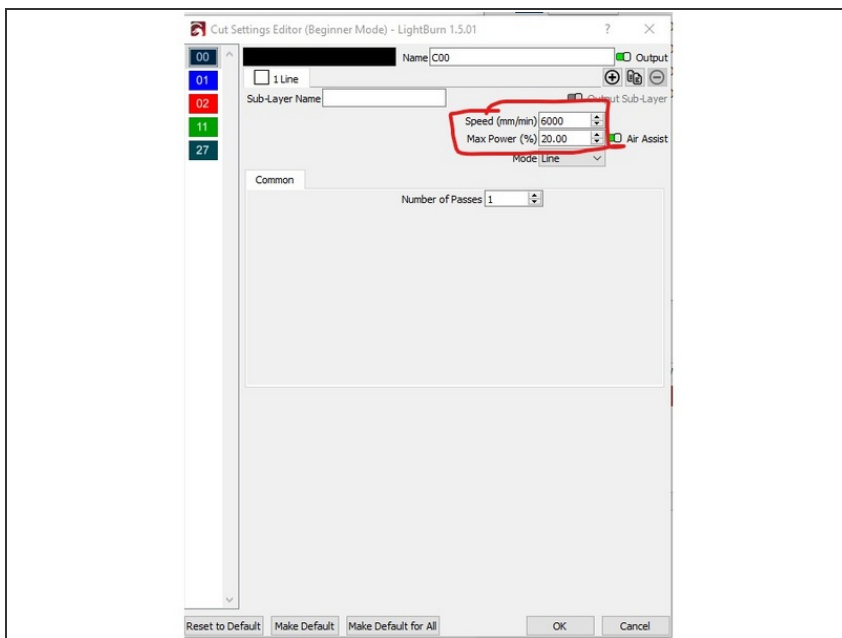 Cut Settings Editor (Beginner Mode) - LightBurn 1.5.01 ? ×
00 Name C00 Output
01 1 Line
02 Sub-Layer Name Output Sub-Layer
11 Speed (mm/min) 6000
Max Power (%) 20.00 Air Assist
27 Mode Line
Common
Number of Passes 1
Reset to Default Make Default Make Default for All OK Cancel